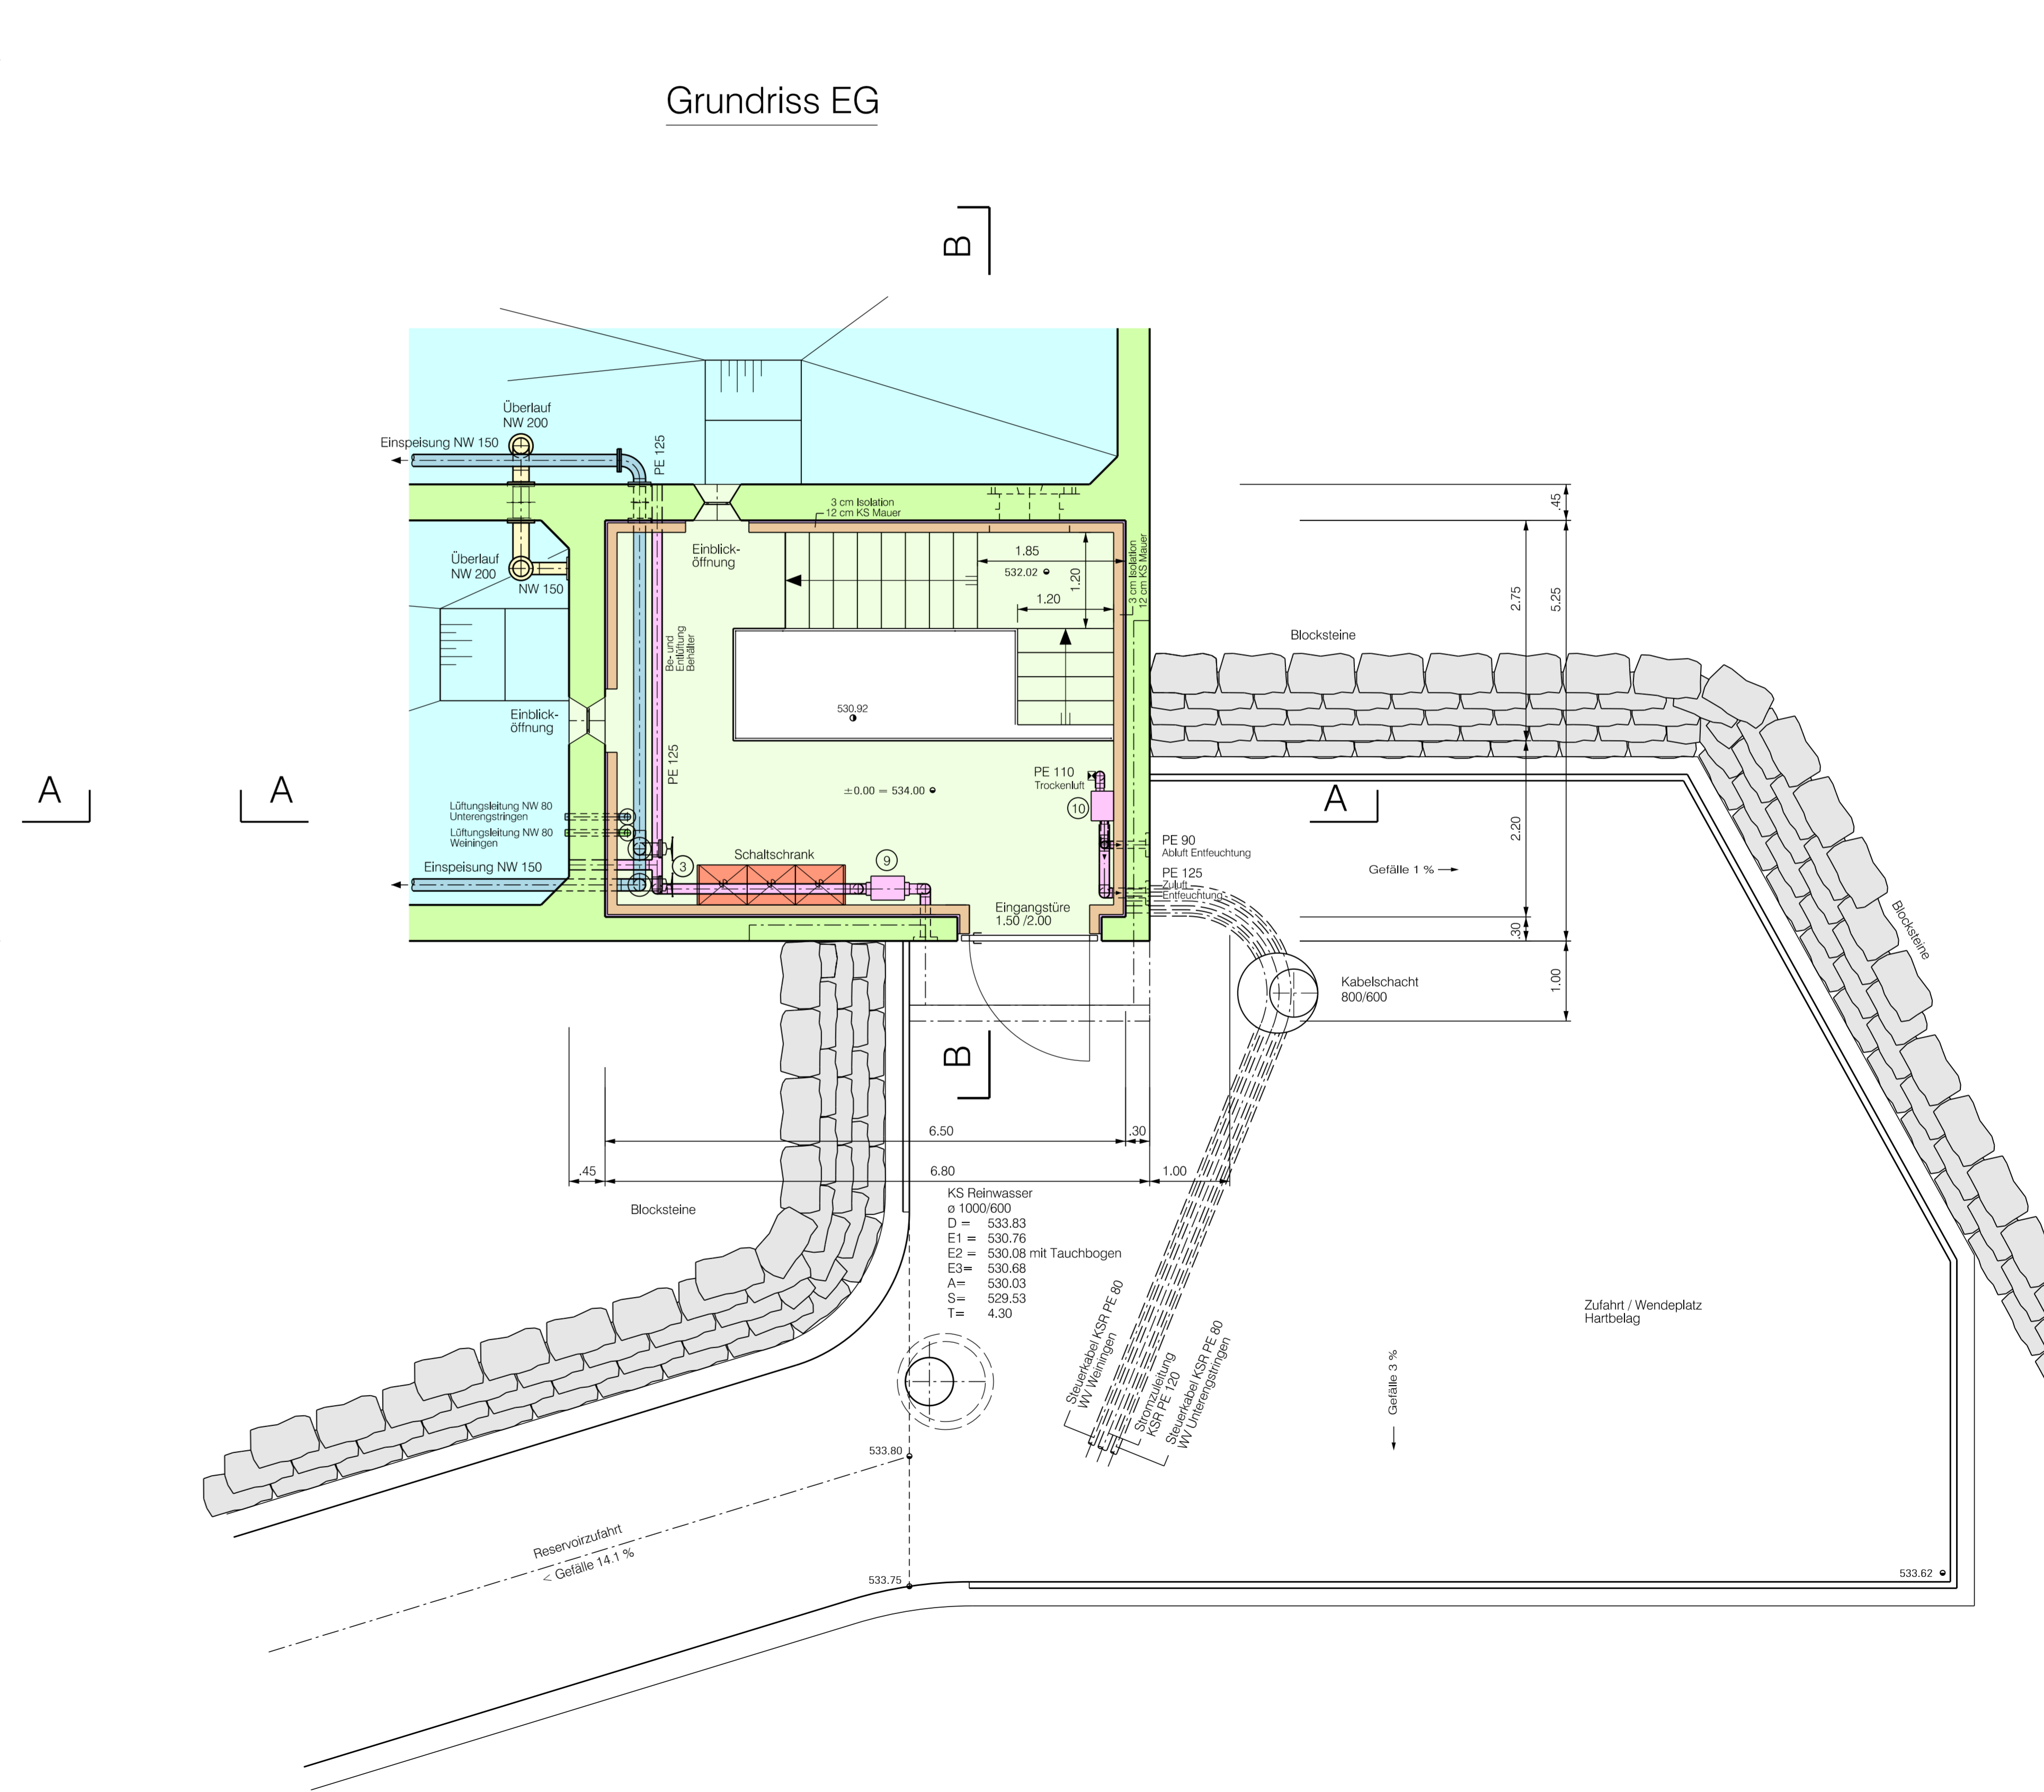 Grundriss EG
B
Überlauf
NW 200
Einspeisung NW 150
PE 125
3 cm Isolation
12 cm KS Mauer
.45
Einblick-
öffnung
1.85
532.02
1.20
1.20
3 cm Isolation
12 cm KS Mauer
Überlauf
NW 200
NW 150
2.75
5.25
Be- und
Entlüftung
Behälter
Blocksteine
530.92
Einblick-
öffnung
PE 125
A
A
±0.00 = 534.00
PE 110
Trockenluft
10
A
Lüftungsleitung NW 80
Unterengstringen
Lüftungsleitung NW 80
Weiningen
2.20
PE 90
Abluft Entfeuchtung
Einspeisung NW 150
3
Schaltschrank
9
Gefälle 1 %
PE 125
Zuluft
Entfeuchtung
Eingangstüre
1.50 /2.00
.30
Blocksteine
Kabelschacht
800/600
1.00
B
6.50
.30
.45
6.80
1.00
Blocksteine
KS Reinwasser
ø 1000/600
D = 533.83
E1 = 530.76
E2 = 530.08 mit Tauchbogen
E3= 530.68
A= 530.03
S= 529.53
T= 4.30
Steuerkabel KSR PE 80
WV Weiningen
Stromzuleitung
KSR PE 120
Steuerkabel KSR PE 80
WV Unterengstringen
Zufahrt / Wendeplatz
Hartbelag
Gefälle 3 %
533.80
Reservoirzufahrt
< Gefälle 14.1 %
533.75
533.62